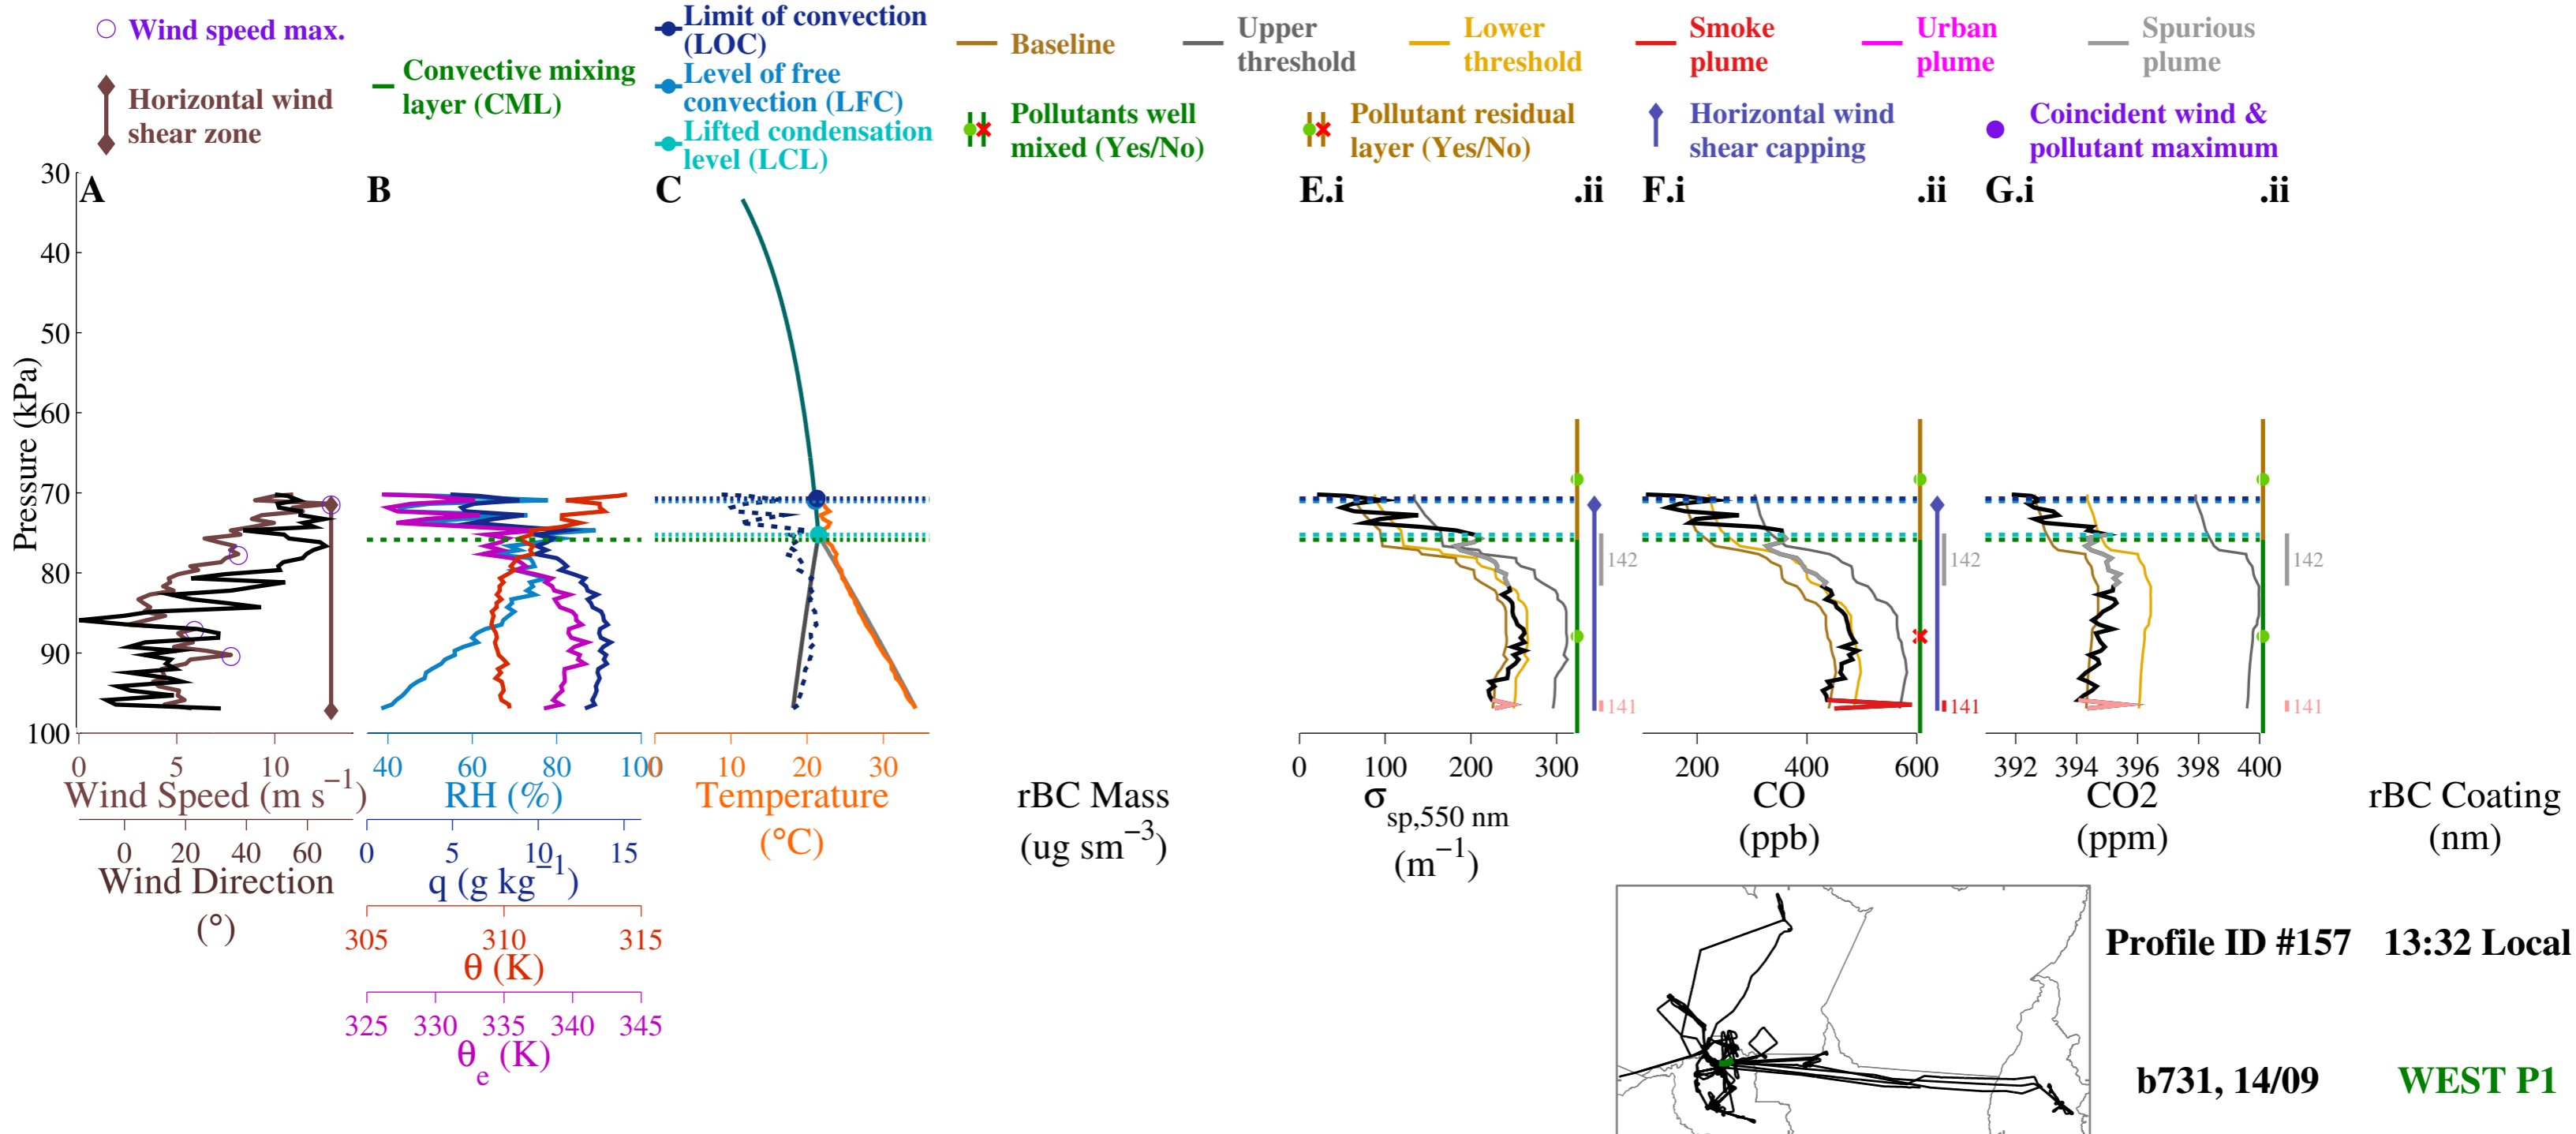 Wind speed max.
Horizontal wind
shear zone
Convective mixing
layer (CML)
Limit of convection
(LOC)
Level of free
convection (LFC)
Lifted condensation
level (LCL)
Baseline
Upper
threshold
Lower
threshold
Smoke
plume
Urban
plume
Spurious
plume
Pollutants well
mixed (Yes/No)
Pollutant residual
layer (Yes/No)
Horizontal wind
shear capping
Coincident wind &
pollutant maximum
A
B
C
E.i
.ii
F.i
.ii
G.i
.ii
Pressure (kPa)
30
40
50
60
70
80
90
100
0 5 10
Wind Speed (m s−1)
0 20 40 60
Wind Direction
(°)
40 60 80 100
RH (%)
0 5 10 15
q (g kg−1)
305 310 315
θ (K)
325 330 335 340 345
θe (K)
0 10 20 30
Temperature
(°C)
rBC Mass
(ug sm−3)
0 100 200 300
σsp,550 nm
(m−1)
142
141
200 400 600
CO
(ppb)
142
141
392 394 396 398 400
CO2
(ppm)
142
141
rBC Coating
(nm)
Profile ID #157 13:32 Local
b731, 14/09 WEST P1